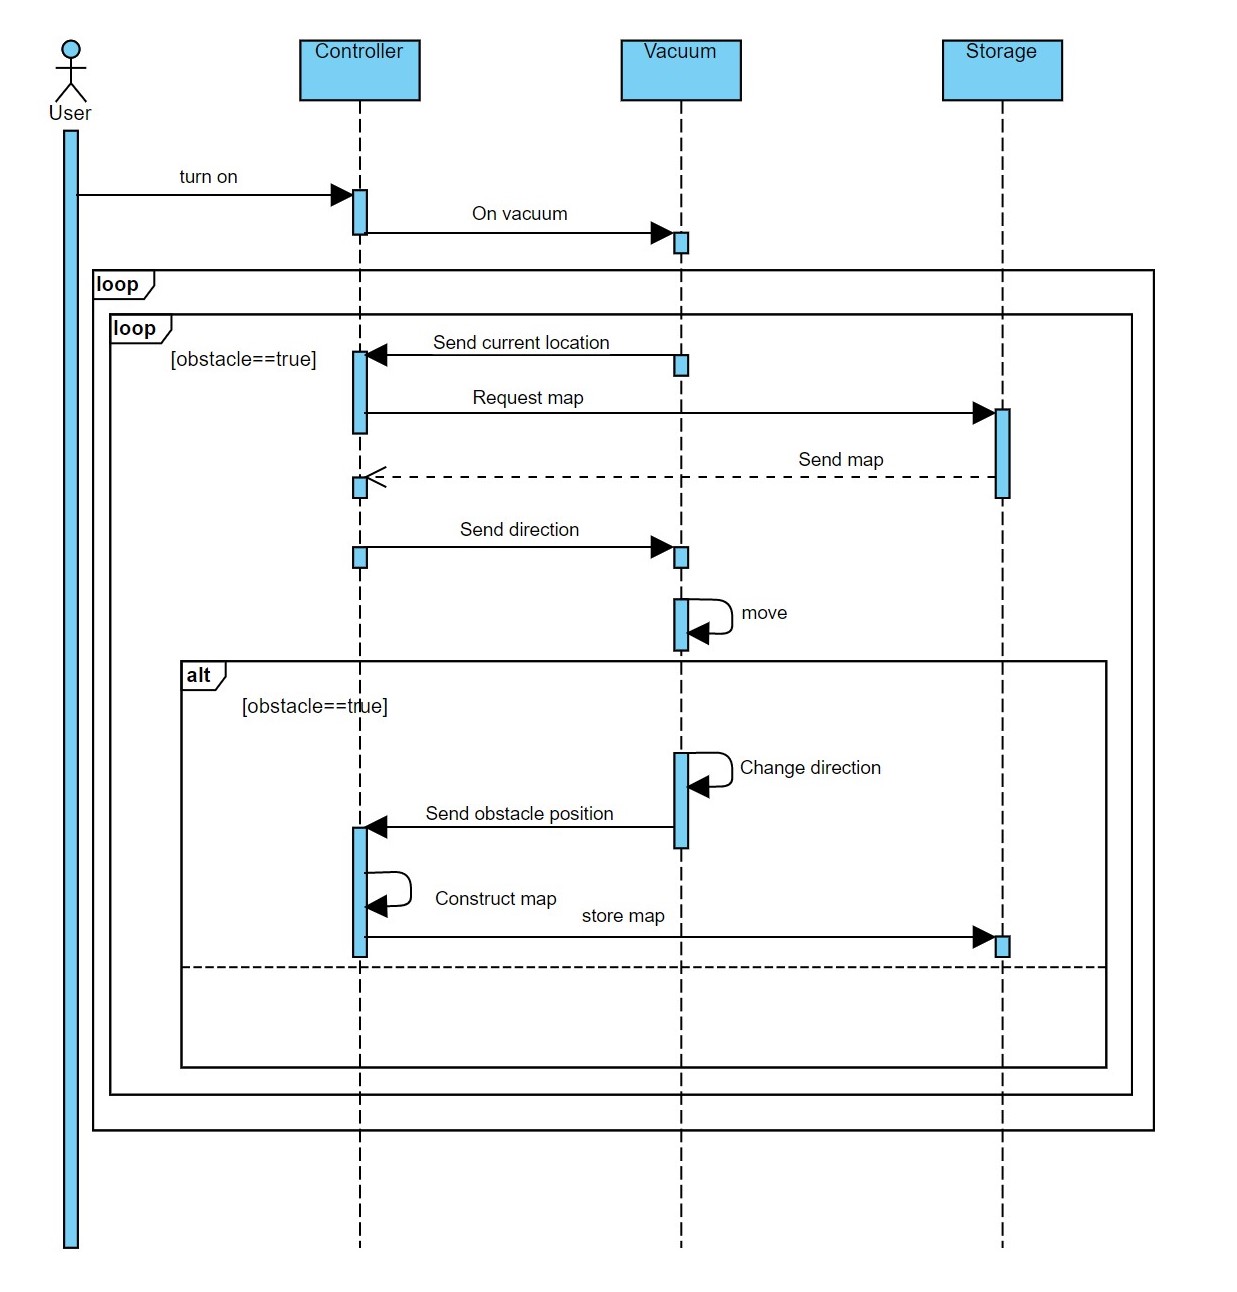 Controller
Vacuum
Storage
User
turn on
On vacuum
loop
loop
[obstacle==true]
Send current location
Request map
Send map
Send direction
move
alt
[obstacle==true]
Change direction
Send obstacle position
Construct map
store map